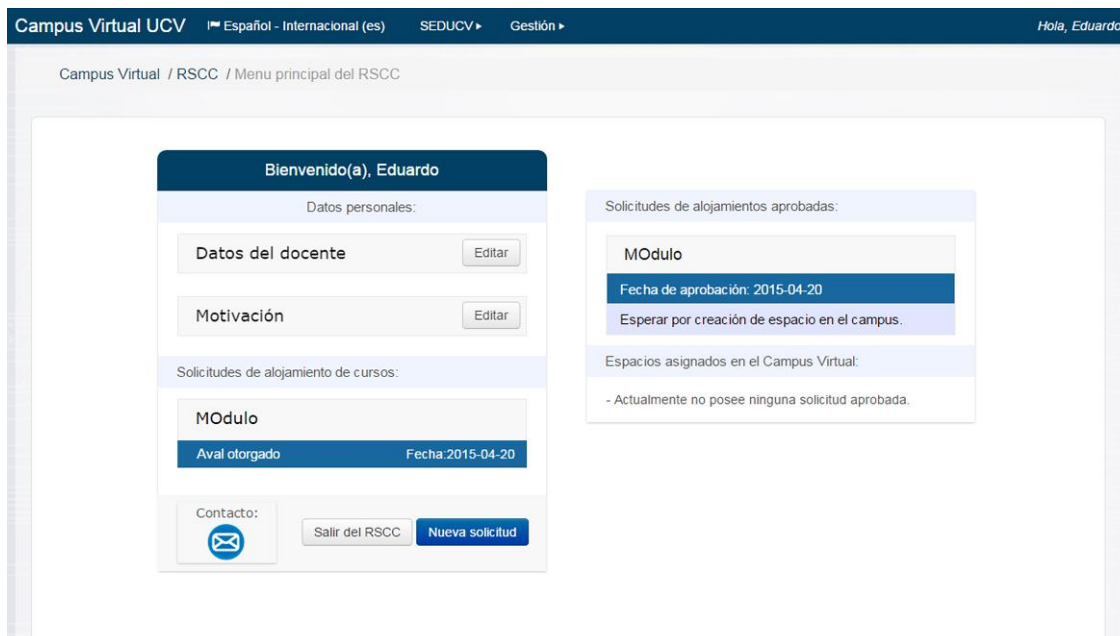 Campus Virtual UCV Español - Internacional (es) SEDUCV Gestión Hola, Eduardo
Campus Virtual / RSCC / Menu principal del RSCC
Bienvenido(a), Eduardo
Datos personales:
Datos del docente Editar
Motivación Editar
Solicitudes de alojamiento de cursos:
MOdulo
Aval otorgado Fecha:2015-04-20
Contacto:
Salir del RSCC Nueva solicitud
Solicitudes de alojamientos aprobadas:
MOdulo
Fecha de aprobación: 2015-04-20
Esperar por creación de espacio en el campus.
Espacios asignados en el Campus Virtual:
- Actualmente no posee ninguna solicitud aprobada.